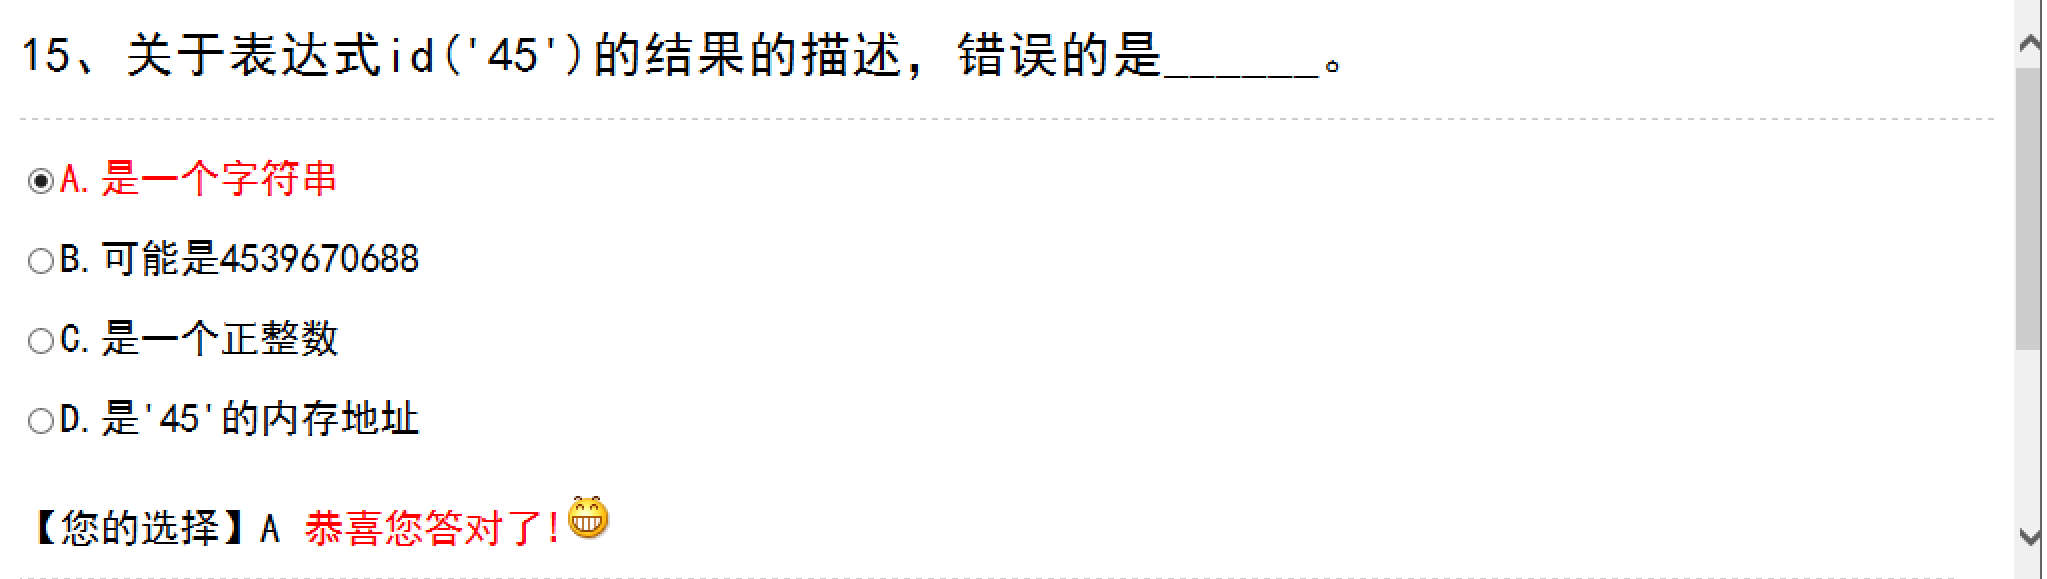 15、关于表达式id('45')的结果的描述，错误的是______。
A.是一个字符串
B.可能是4539670688
C.是一个正整数
D.是'45'的内存地址
【您的选择】A 恭喜您答对了!